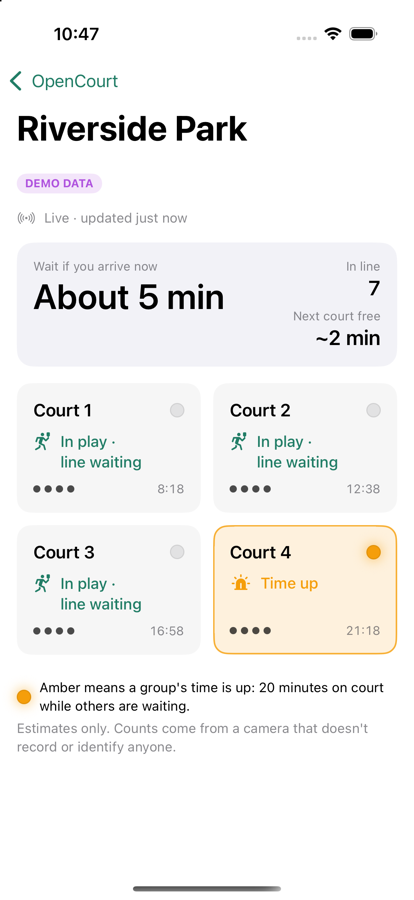 10:47
OpenCourt
Riverside Park
DEMO DATA
Live · updated just now
Wait if you arrive now
About 5 min
In line
7
Next court free
~2 min
Court 1
In play ·
line waiting
8:18
Court 2
In play ·
line waiting
12:38
Court 3
In play ·
line waiting
16:58
Court 4
Time up
21:18
Amber means a group's time is up: 20 minutes on court
while others are waiting.
Estimates only. Counts come from a camera that doesn't
record or identify anyone.